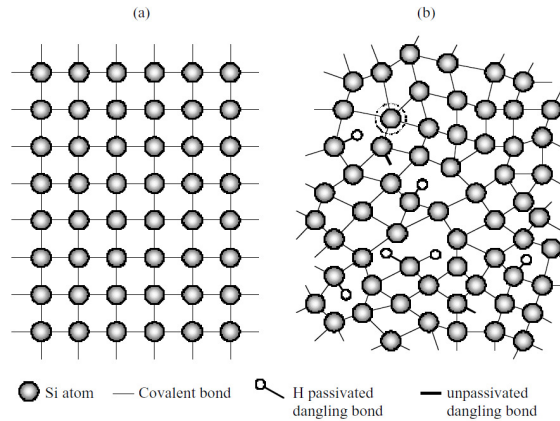 (a)
(b)
Si atom
Covalent bond
H passivated
dangling bond
unpassivated
dangling bond